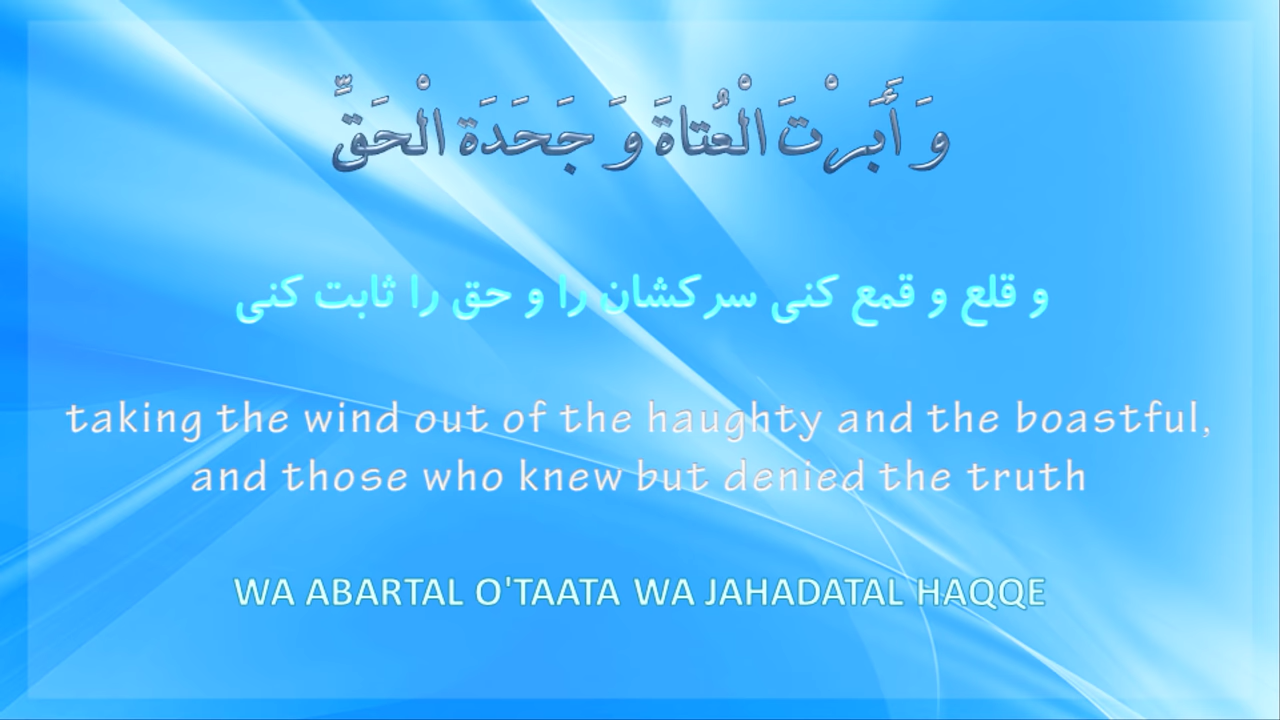 وَ أَبَرْتَ الْعُتاةَ وَ جَحَدَةَ الْحَقِّ
و قلع و قمع کنی سرکشان را و حق را ثابت کنی
taking the wind out of the haughty and the boastful,
and those who knew but denied the truth
WA ABARTAL O'TAATA WA JAHADATAL HAQQE